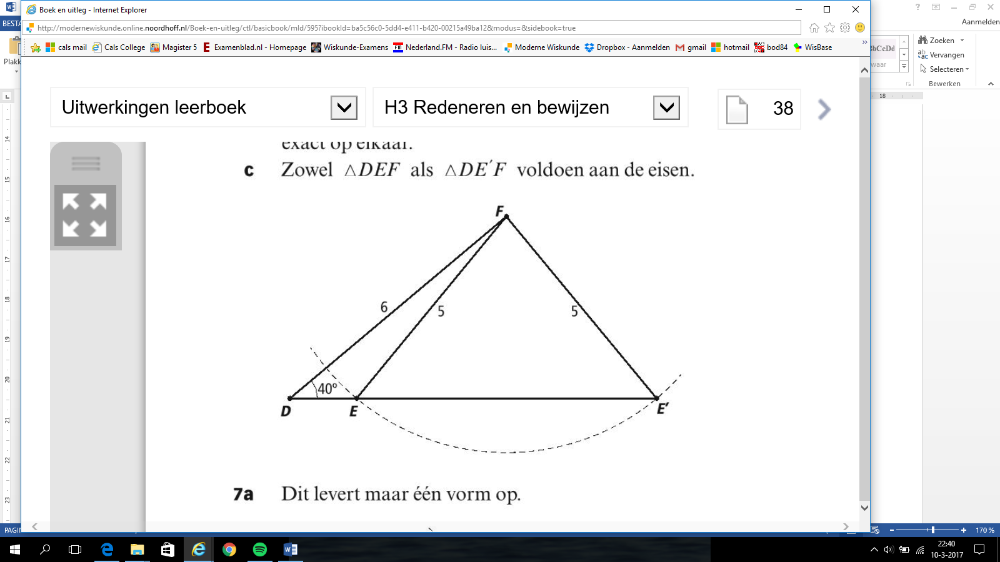 Boek en uitleg - Internet Explorer
BESTA
Aanmelden
http://modernewiskunde.online.noordhoff.nl/Boek-en-uitleg/ctl/basicbook/mId/595?ibookId=ba5c56c0-5dd4-e411-b420-00215a49ba12&modus=&sidebook=true
cals mail Cals College Magister 5 Examenblad.nl - Homepage Wiskunde-Examens Nederland.FM - Radio luis... Moderne Wiskunde Dropbox - Aanmelden gmail hotmail bod84 WisBase
Plakk
BbCcDd
waar
Zoeken
Vervangen
Selecteren
Bewerken
Uitwerkingen leerboek
H3 Redeneren en bewijzen
38
18
exact op elkaar.
c Zowel △DEF als △DE′F voldoen aan de eisen.
F
6
5
5
40º
D
E
E′
7a Dit levert maar één vorm op.
14
15
16
17
18
19
20
21
22
23
PAGIN
170 %
22:40
10-3-2017